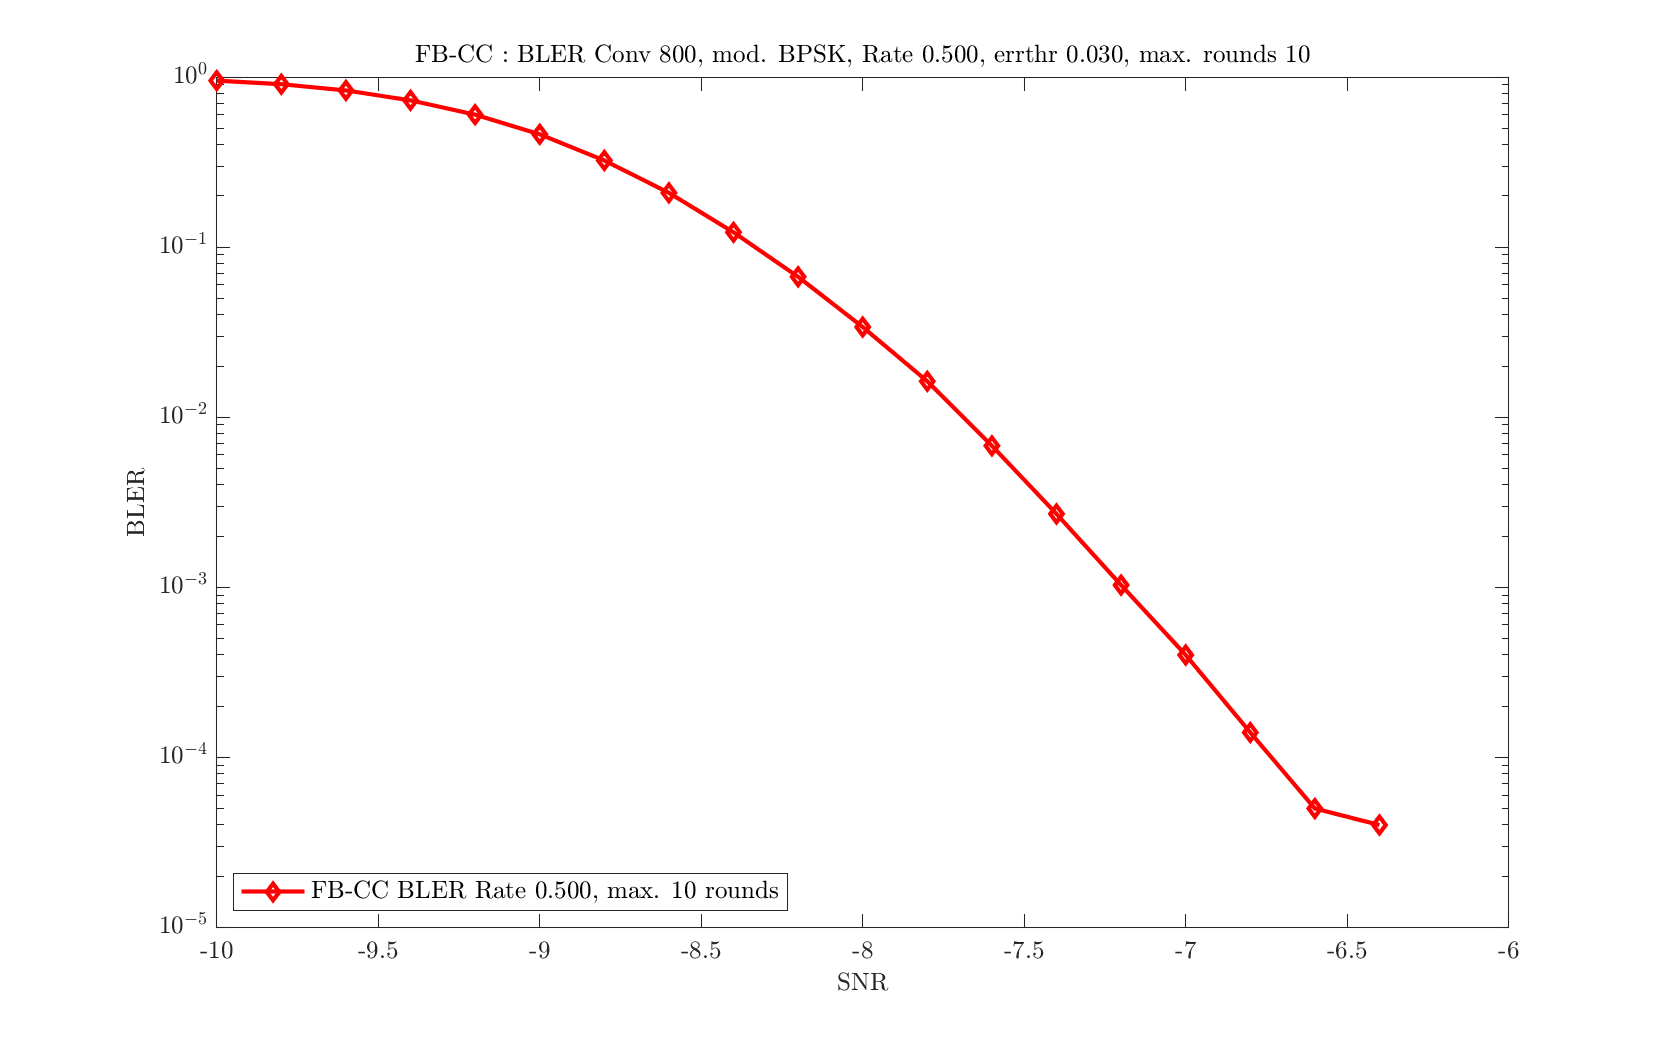 FB-CC : BLER Conv 800, mod. BPSK, Rate 0.500, errthr 0.030, max. rounds 10
10^0
10^-1
10^-2
10^-3
10^-4
10^-5
BLER
FB-CC BLER Rate 0.500, max. 10 rounds
-10 -9.5 -9 -8.5 -8 -7.5 -7 -6.5 -6
SNR